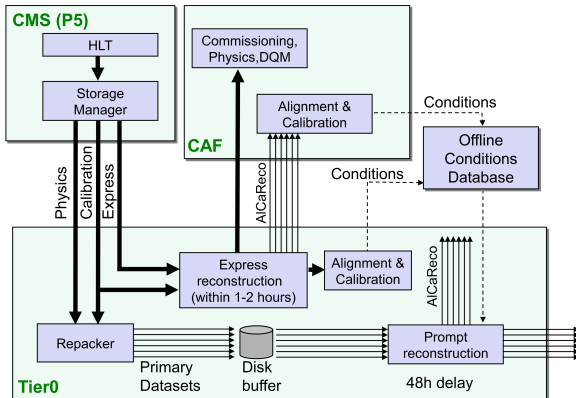 CMS (P5)
HLT
Storage
Manager
Commissioning,
Physics,DQM
Alignment &
Calibration
CAF
Conditions
Offline
Conditions
Database
Conditions
Physics
Calibration
Express
AlCaReco
Express
reconstruction
(within 1-2 hours)
Alignment &
Calibration
AlCaReco
Repacker
Primary
Datasets
Disk
buffer
Prompt
reconstruction
48h delay
Tier0